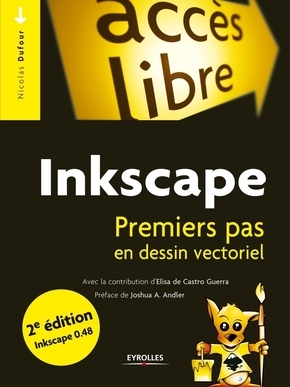 Nicolas Dufour
accès
libre
Inkscape
Premiers pas
en dessin vectoriel
Avec la contribution d'Elisa de Castro Guerra
Préface de Joshua A. Andler
2e édition
Inkscape 0.48
EYROLLES